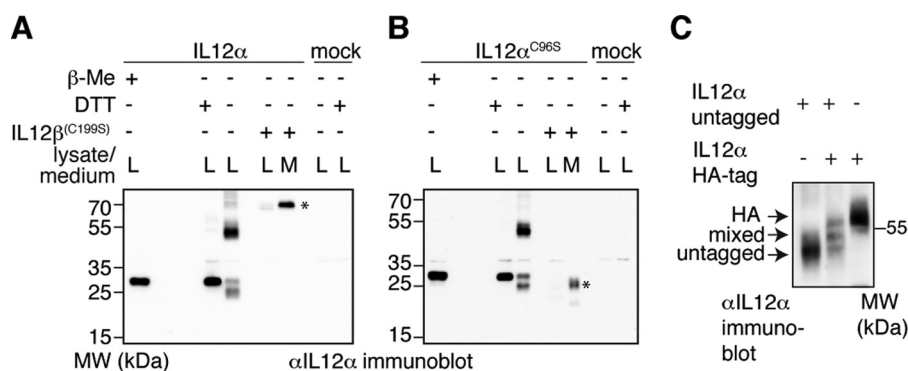 A
IL12α mock
β-Me + - - - - - -
DTT - + - - - - +
IL12β(C199S) - - - + + - -
lysate/
medium L L L L M L L
70
55
35
25
15
*
MW (kDa)
B
IL12αC96S mock
+ - - - - - -
- + - - - - +
- - - + + - -
L L L L M L L
70
55
35
25
15
*
αIL12α immunoblot
C
IL12α
untagged + + -
IL12α
HA-tag - + +
HA
mixed
untagged
55
αIL12α
immuno-
blot
MW
(kDa)